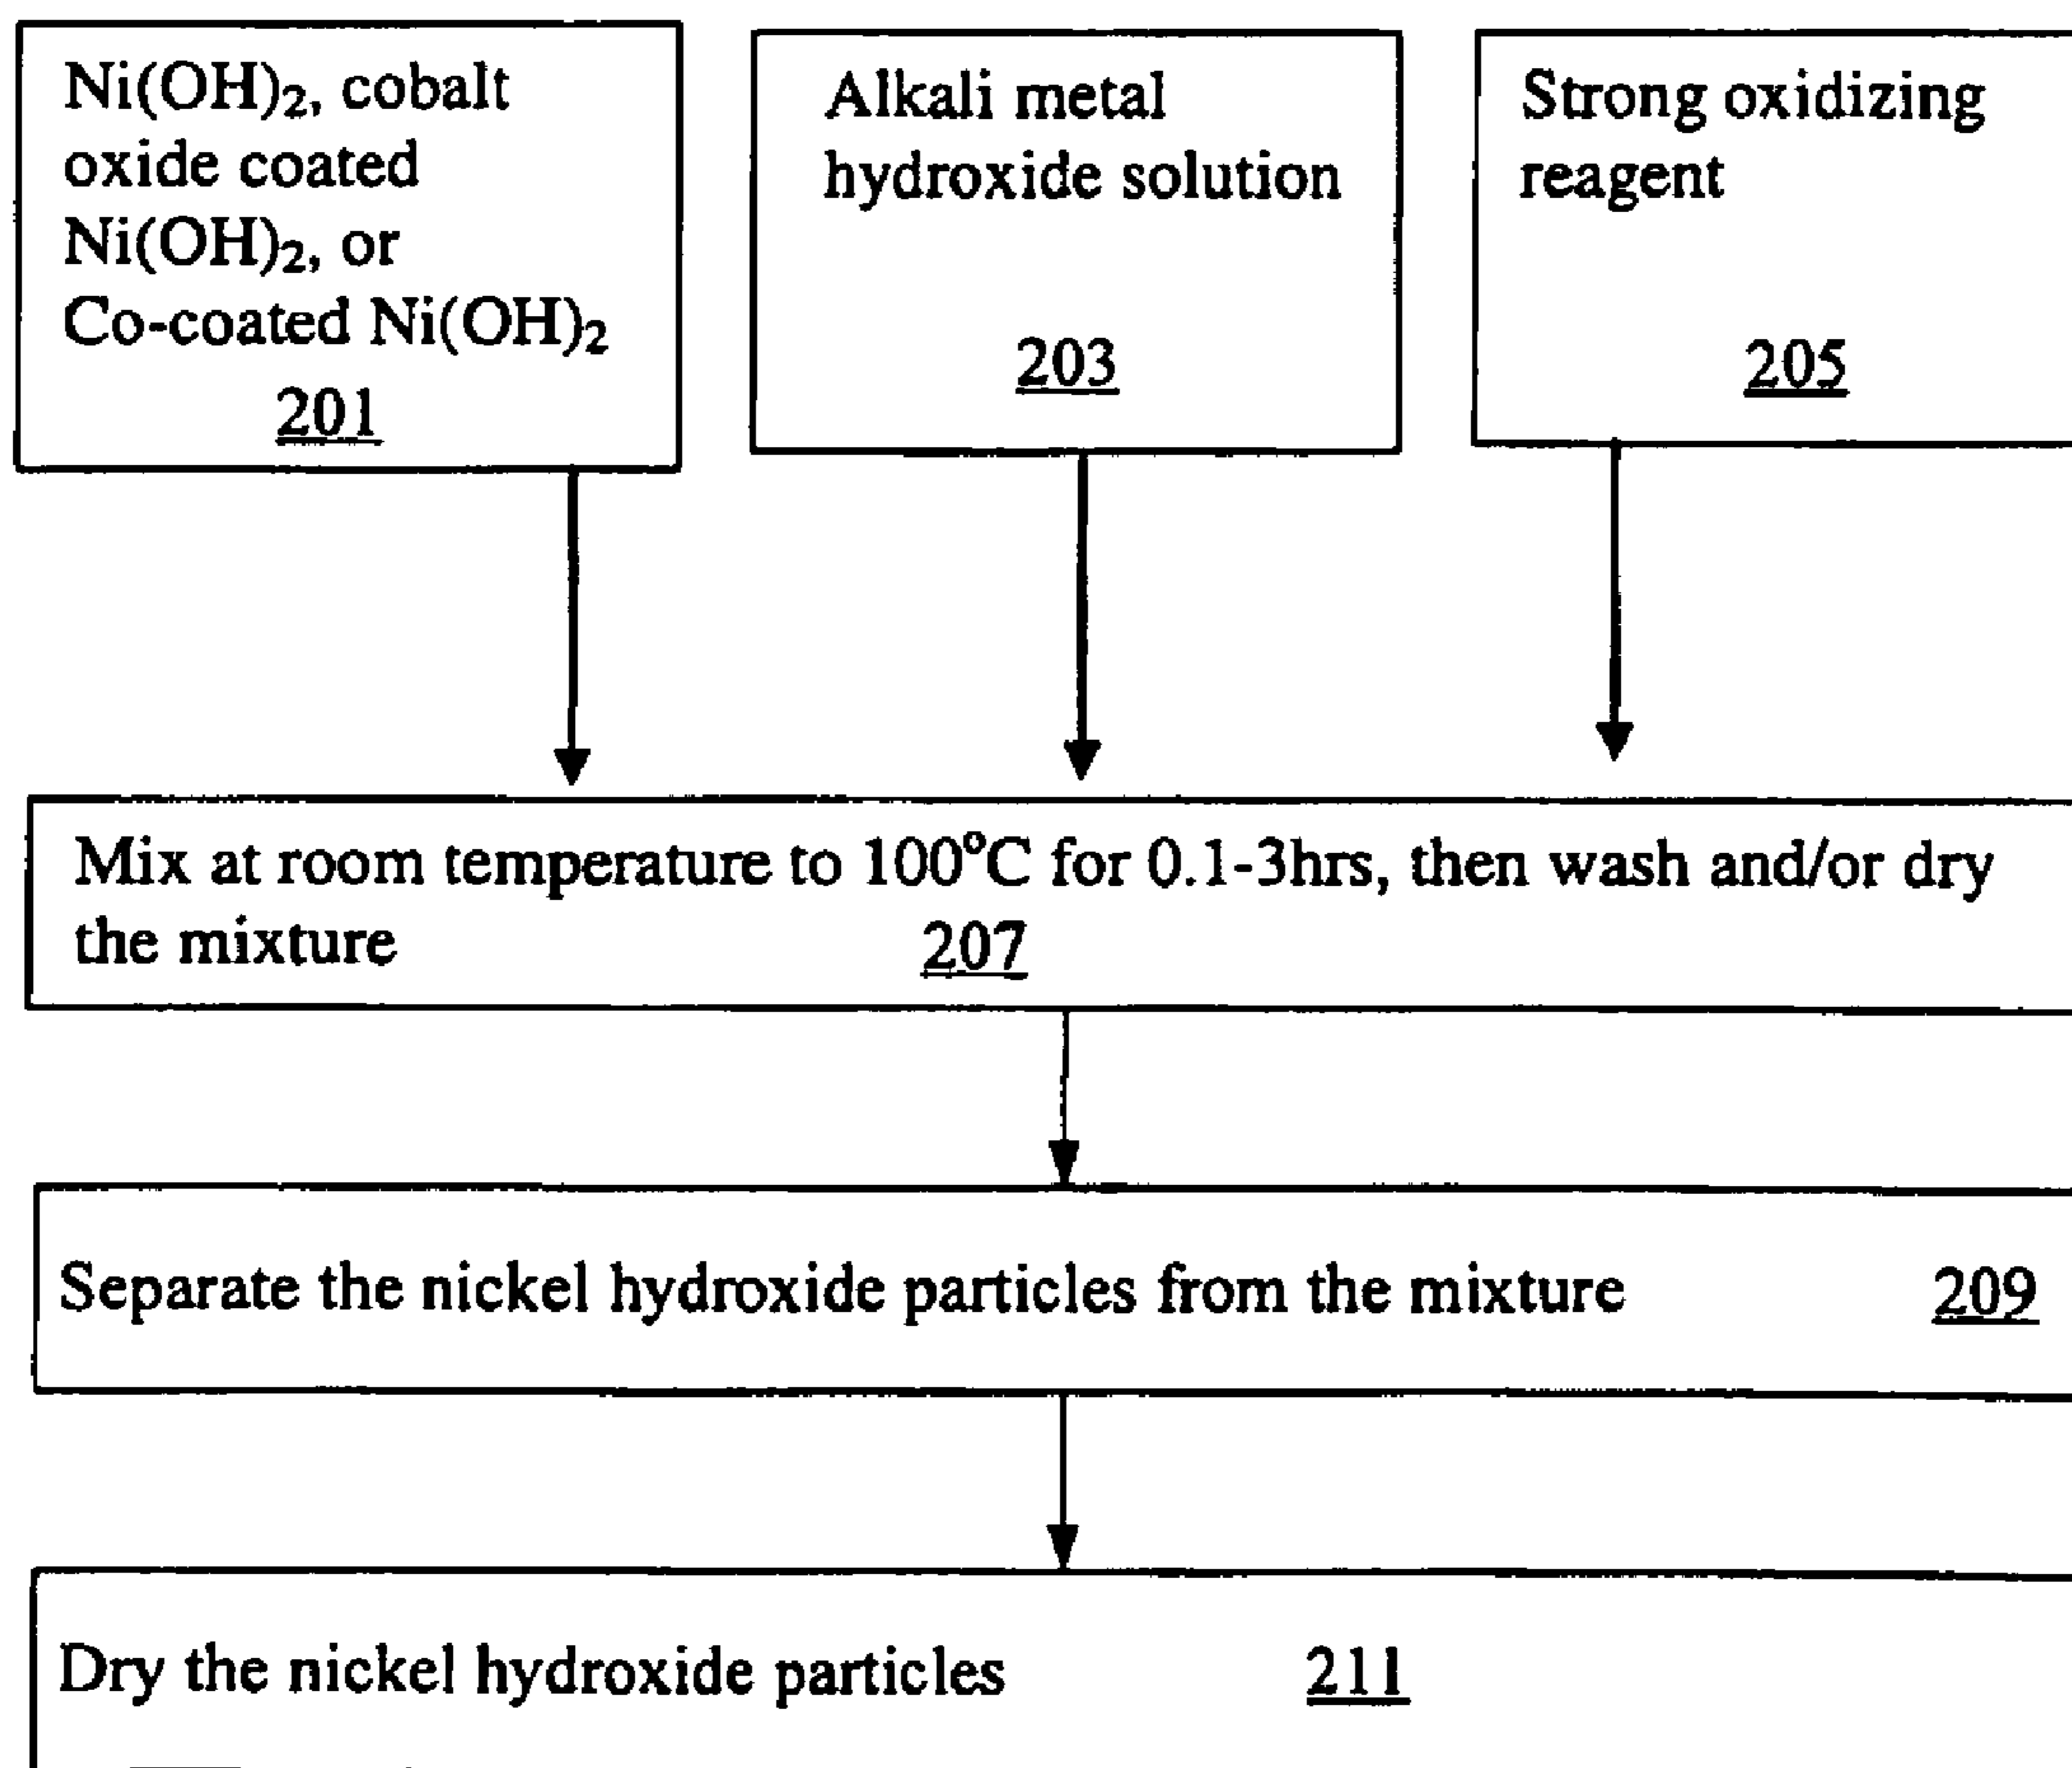 Ni(OH)₂, cobalt
oxide coated
Ni(OH)₂, or
Co-coated Ni(OH)₂
201
Alkali metal
hydroxide solution
203
Strong oxidizing
reagent
205
Mix at room temperature to 100°C for 0.1-3hrs, then wash and/or dry
the mixture 207
Separate the nickel hydroxide particles from the mixture 209
Dry the nickel hydroxide particles 211